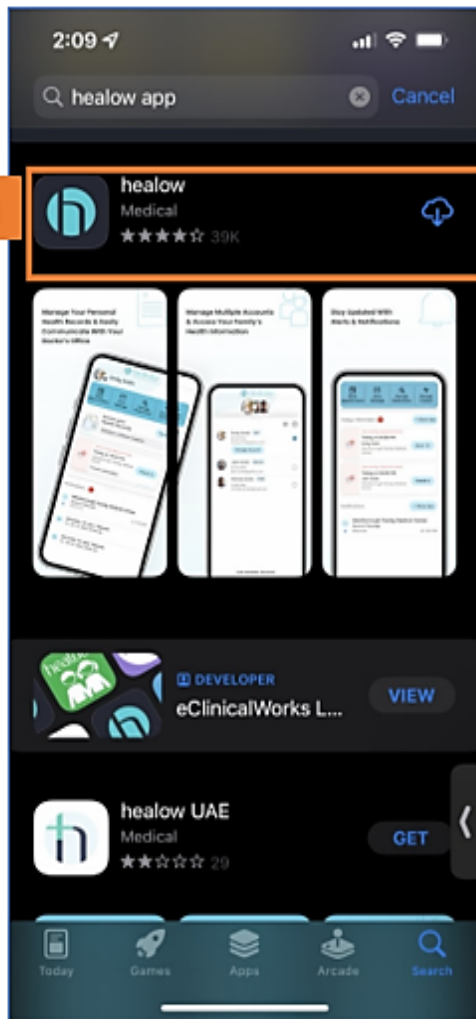 2:09
healow app
Cancel
healow
Medical
39K
Manage Your Personal
Health Records & Easily
Communicate With Your
Doctor's Office
Manage Multiple Accounts
& Access Your Family's
Health Information
Stay Updated With
Alerts & Notifications
DEVELOPER
eClinicalWorks L...
VIEW
healow UAE
Medical
29
GET
Today
Games
Apps
Arcade
Search